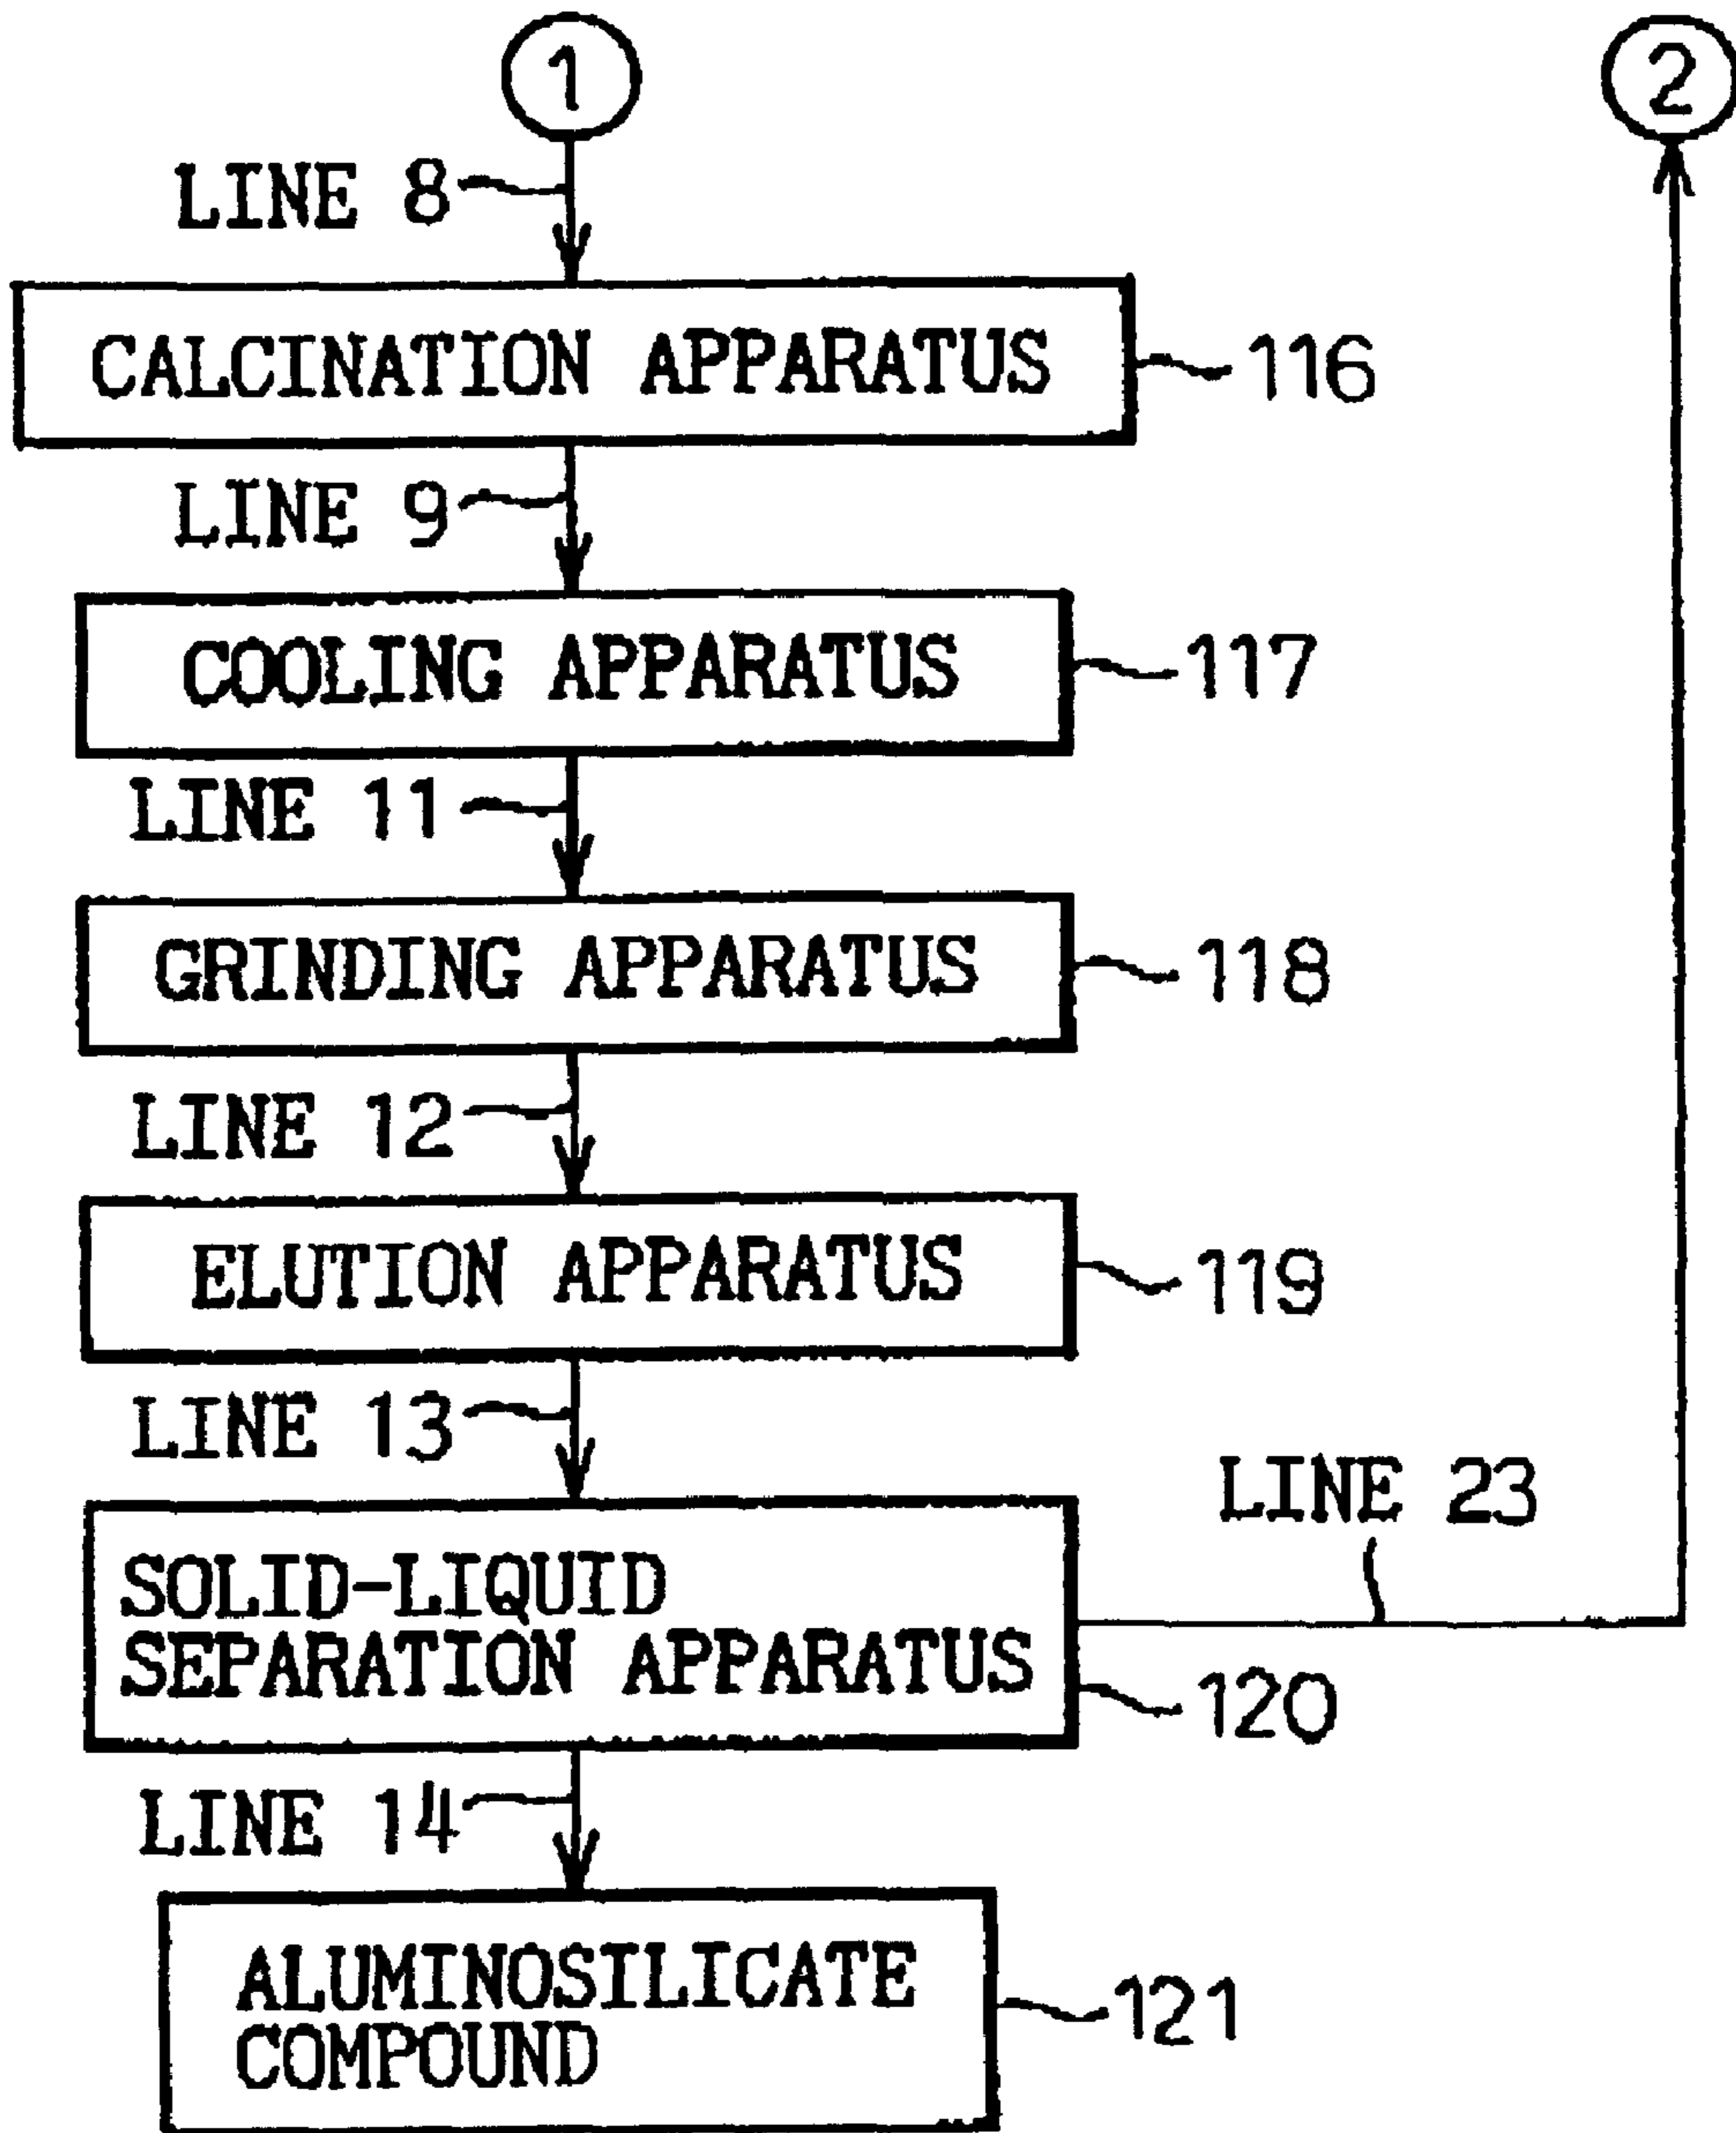 1
2
LINE 8
CALCINATION APPARATUS
116
LINE 9
COOLING APPARATUS
117
LINE 11
GRINDING APPARATUS
118
LINE 12
ELUTION APPARATUS
119
LINE 13
LINE 23
SOLID-LIQUID
SEPARATION APPARATUS
120
LINE 14
ALUMINOSILICATE
COMPOUND
121